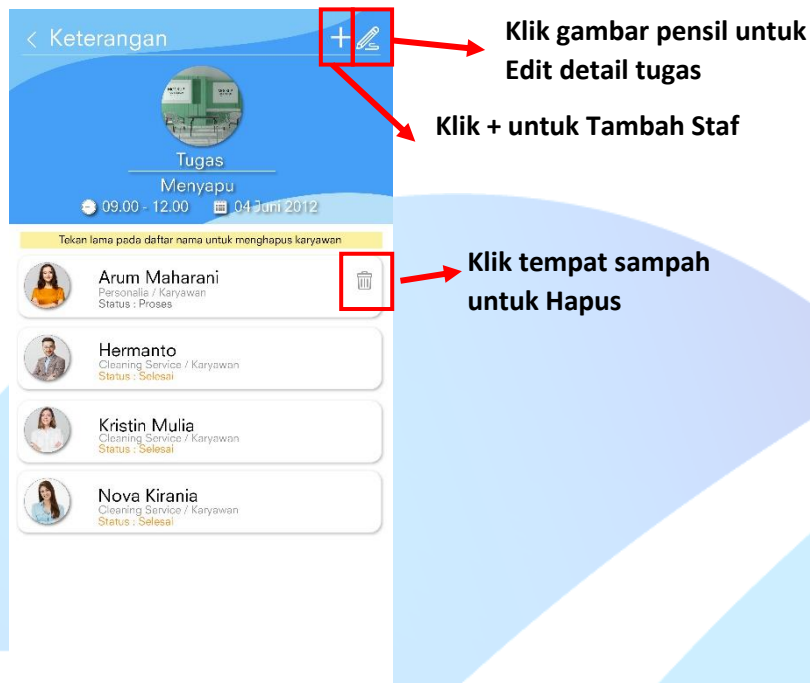 < Keterangan +
Tugas
Menyapu
09.00 - 12.00 04 Juni 2012
Tekan lama pada daftar nama untuk menghapus karyawan
Arum Maharani
Personalia / Karyawan
Status : Proses
Hermanto
Cleaning Service / Karyawan
Status : Selesai
Kristin Mulia
Cleaning Service / Karyawan
Status : Selesai
Nova Kirania
Cleaning Service / Karyawan
Status : Selesai
Klik gambar pensil untuk
Edit detail tugas
Klik + untuk Tambah Staf
Klik tempat sampah
untuk Hapus